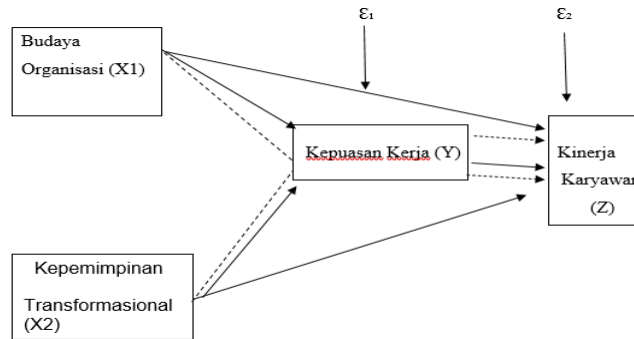 ε₁
ε₂
Budaya
Organisasi (X1)
Kepuasan Kerja (Y)
Kinerja
Karyawan
(Z)
Kepemimpinan
Transformasional
(X2)